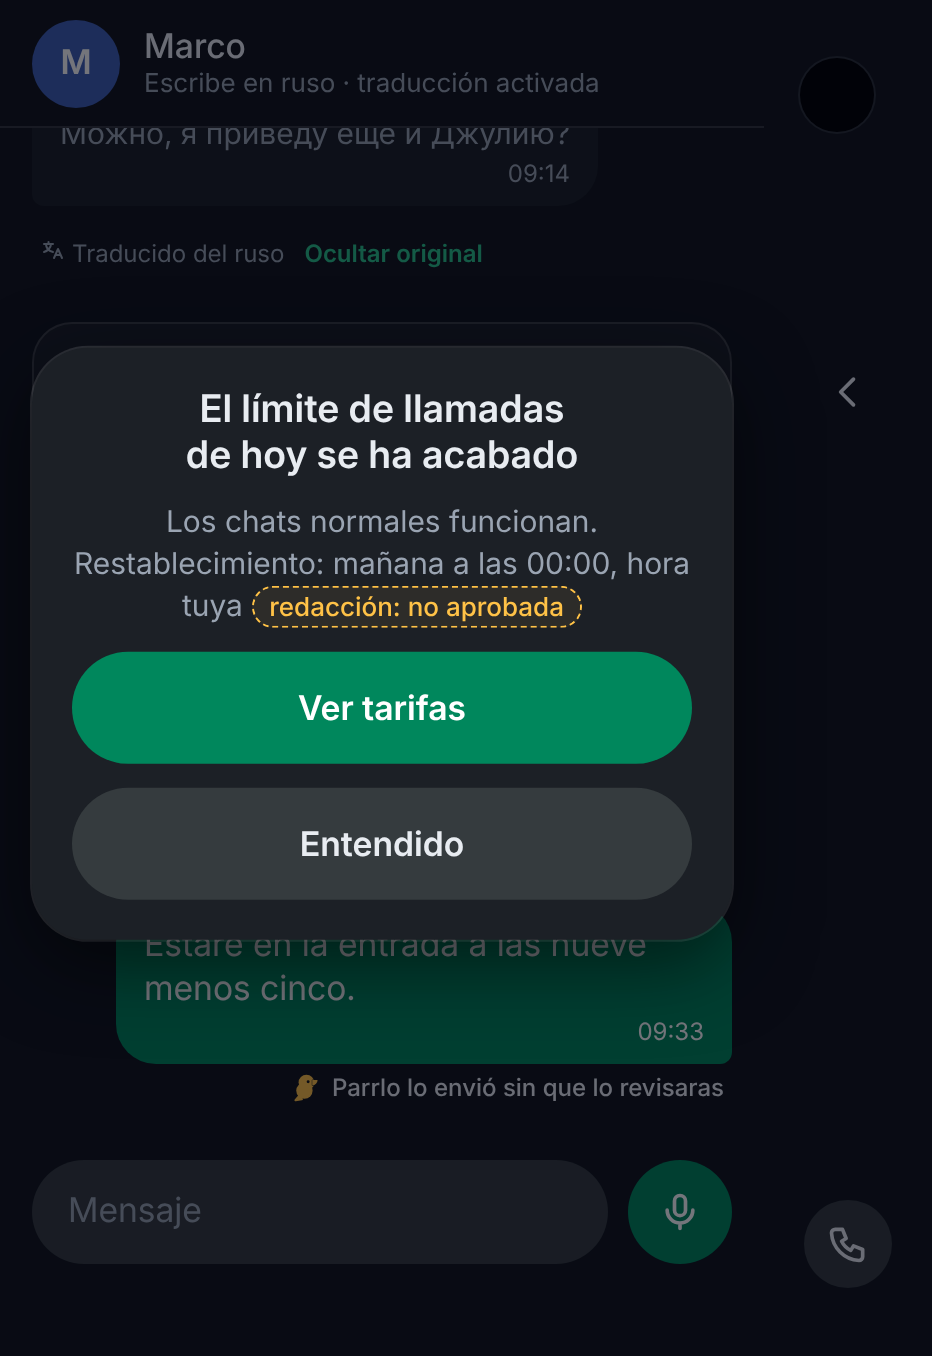 M
Marco
Escribe en ruso · traducción activada
Можно, я приведу ещё и Джулию?
09:14
Traducido del ruso Ocultar original
El límite de llamadas
de hoy se ha acabado
Los chats normales funcionan.
Restablecimiento: mañana a las 00:00, hora
tuya redacción: no aprobada
Ver tarifas
Entendido
Estaré en la entrada a las nueve
menos cinco.
09:33
Parrlo lo envió sin que lo revisaras
Mensaje